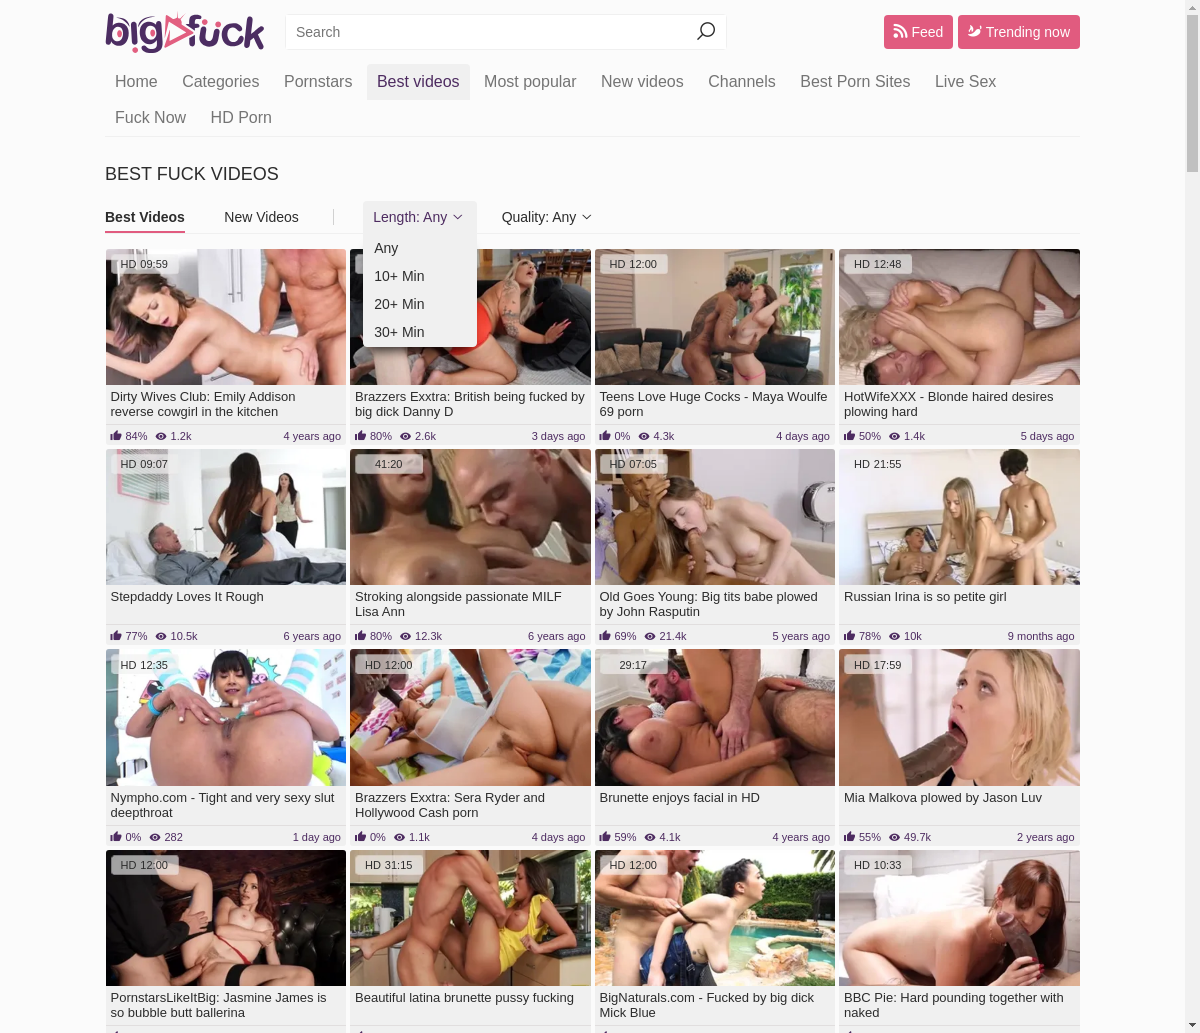 bigfuck
Search
Feed
Trending now
Home Categories Pornstars Best videos Most popular New videos Channels Best Porn Sites Live Sex
Fuck Now HD Porn
BEST FUCK VIDEOS
Best Videos New Videos Length: Any Quality: Any
Any
10+ Min
20+ Min
30+ Min
HD 09:59
Dirty Wives Club: Emily Addison
reverse cowgirl in the kitchen
84% 1.2k 4 years ago
Brazzers Exxtra: British being fucked by
big dick Danny D
80% 2.6k 3 days ago
HD 12:00
Teens Love Huge Cocks - Maya Woulfe
69 porn
0% 4.3k 4 days ago
HD 12:48
HotWifeXXX - Blonde haired desires
plowing hard
50% 1.4k 5 days ago
HD 09:07
Stepdaddy Loves It Rough
77% 10.5k 6 years ago
41:20
Stroking alongside passionate MILF
Lisa Ann
80% 12.3k 6 years ago
HD 07:05
Old Goes Young: Big tits babe plowed
by John Rasputin
69% 21.4k 5 years ago
HD 21:55
Russian Irina is so petite girl
78% 10k 9 months ago
HD 12:35
Nympho.com - Tight and very sexy slut
deepthroat
0% 282 1 day ago
HD 12:00
Brazzers Exxtra: Sera Ryder and
Hollywood Cash porn
0% 1.1k 4 days ago
29:17
Brunette enjoys facial in HD
59% 4.1k 4 years ago
HD 17:59
Mia Malkova plowed by Jason Luv
55% 49.7k 2 years ago
HD 12:00
PornstarsLikeItBig: Jasmine James is
so bubble butt ballerina
HD 31:15
Beautiful latina brunette pussy fucking
HD 12:00
BigNaturals.com - Fucked by big dick
Mick Blue
HD 10:33
BBC Pie: Hard pounding together with
naked